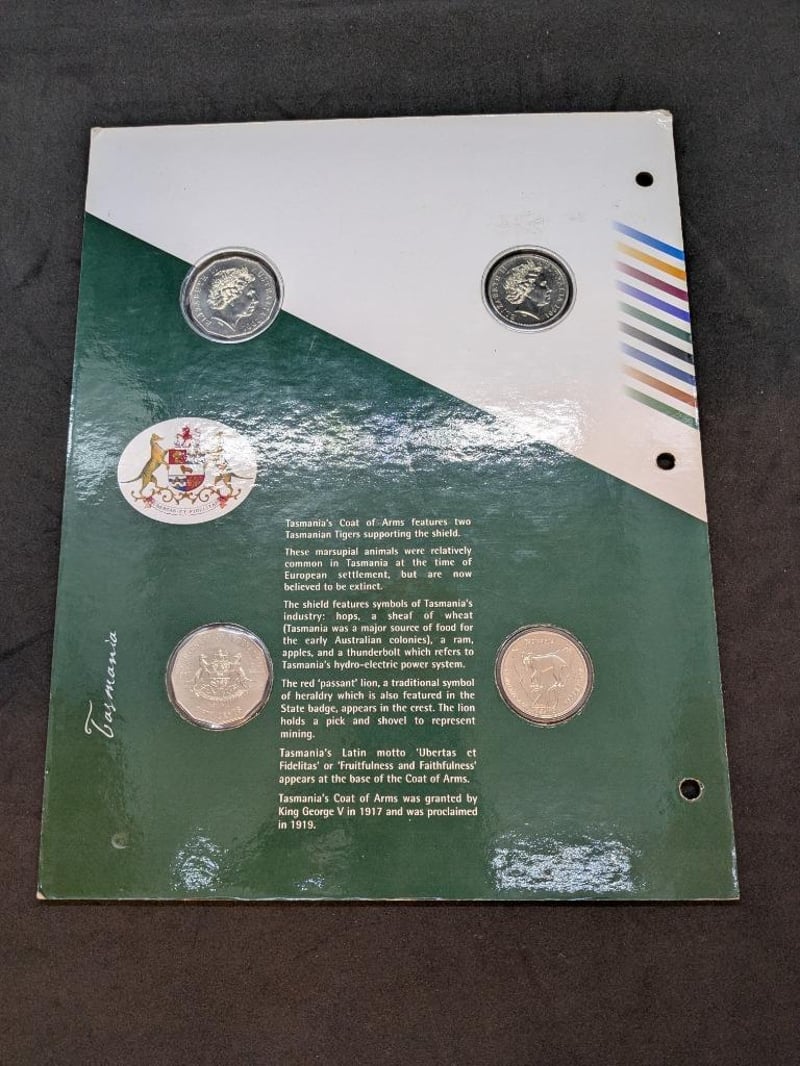 ELIZABETH II
AUSTRALIA
ELIZABETH II
2001
Tasmania's Coat of Arms features two
Tasmanian Tigers supporting the shield.
These marsupial animals were relatively
common in Tasmania at the time of
European settlement, but are now
believed to be extinct.
The shield features symbols of Tasmania's
industry: hops, a sheaf of wheat
(Tasmania was a major source of food for
the early Australian colonies), a ram,
apples, and a thunderbolt which refers to
Tasmania's hydro-electric power system.
The red 'passant' lion, a traditional symbol
of heraldry which is also featured in the
State badge, appears in the crest. The lion
holds a pick and shovel to represent
mining.
Tasmania's Latin motto 'Ubertas et
Fidelitas' or 'Fruitfulness and Faithfulness'
appears at the base of the Coat of Arms.
Tasmania's Coat of Arms was granted by
King George V in 1917 and was proclaimed
in 1919.
Tasmania